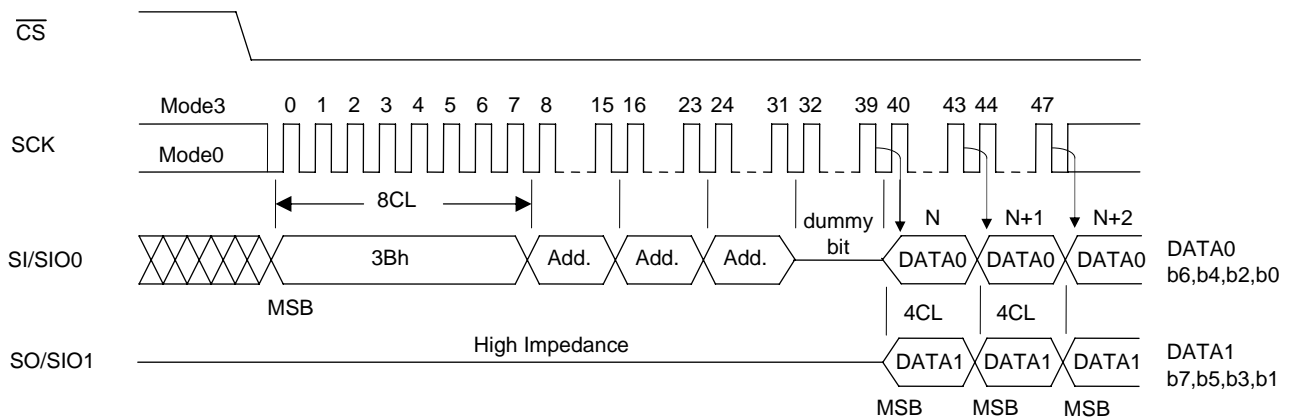 CS
Mode3 0 1 2 3 4 5 6 7 8 15 16 23 24 31 32 39 40 43 44 47
SCK
Mode0
8CL
dummy
bit
N N+1 N+2
SI/SIO0 3Bh Add. Add. Add. DATA0 DATA0 DATA0
DATA0
b6,b4,b2,b0
MSB
4CL 4CL
High Impedance
SO/SIO1 DATA1 DATA1 DATA1
DATA1
b7,b5,b3,b1
MSB MSB MSB